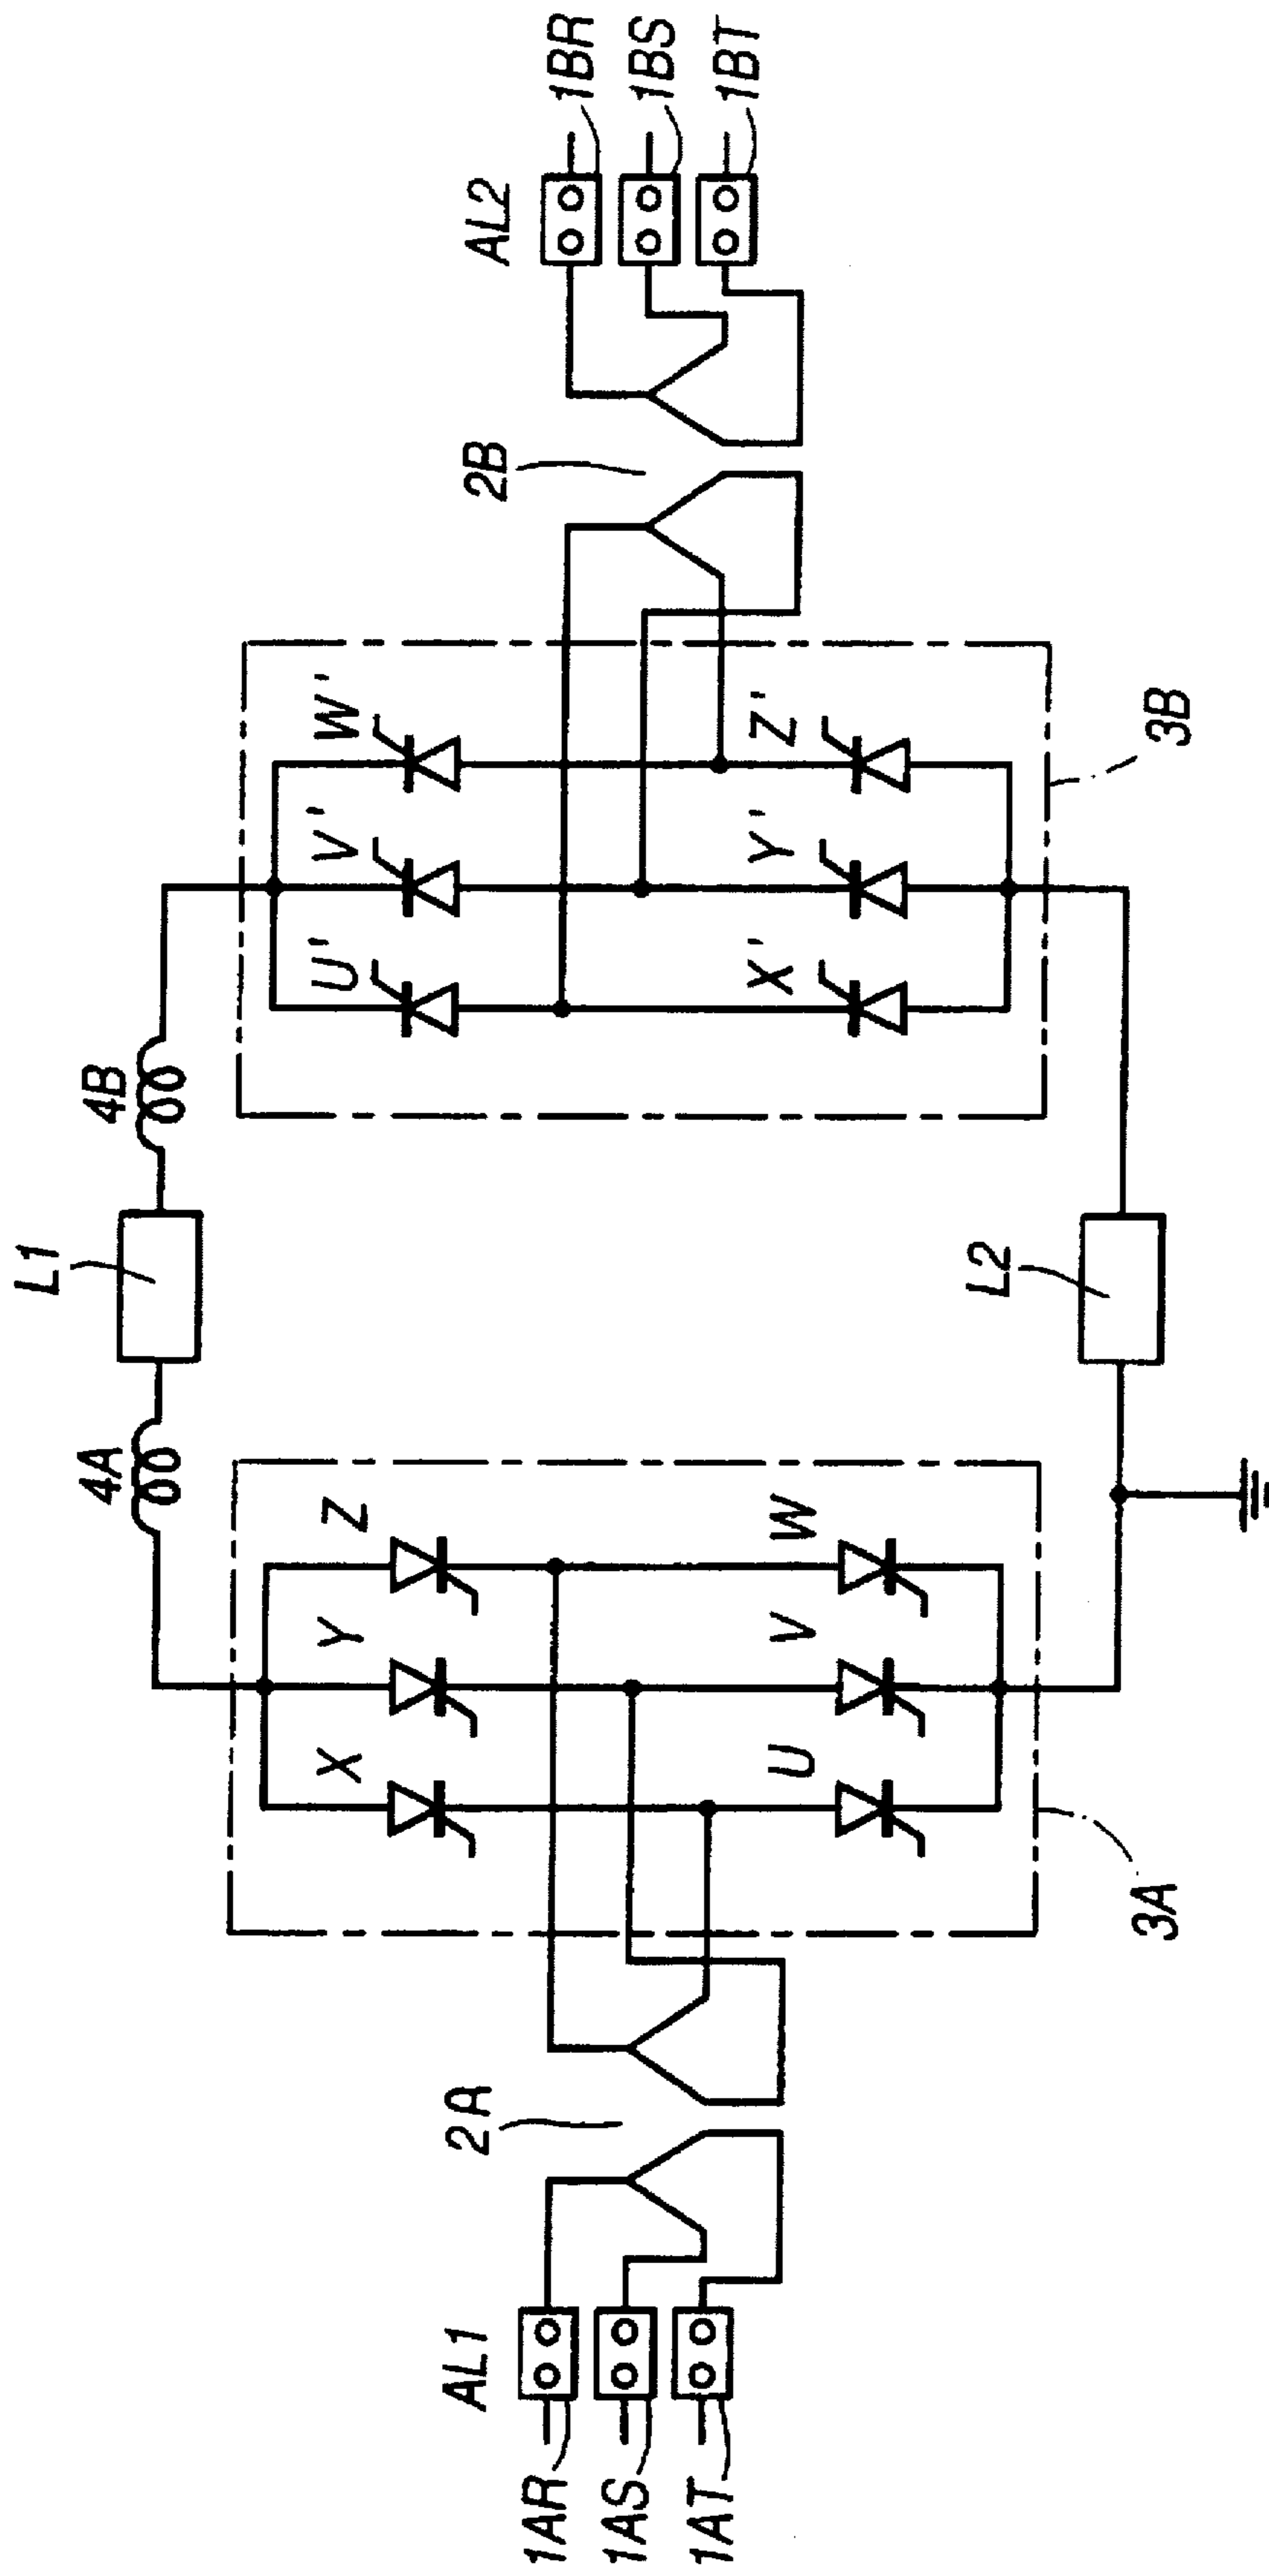 L1
4A
4B
Z
Y
X
U'
V'
W'
AL1
2A
2B
AL2
1AR
1AS
1AT
1BR
1BS
1BT
W
V
U
X'
Y'
Z'
L2
3A
3B